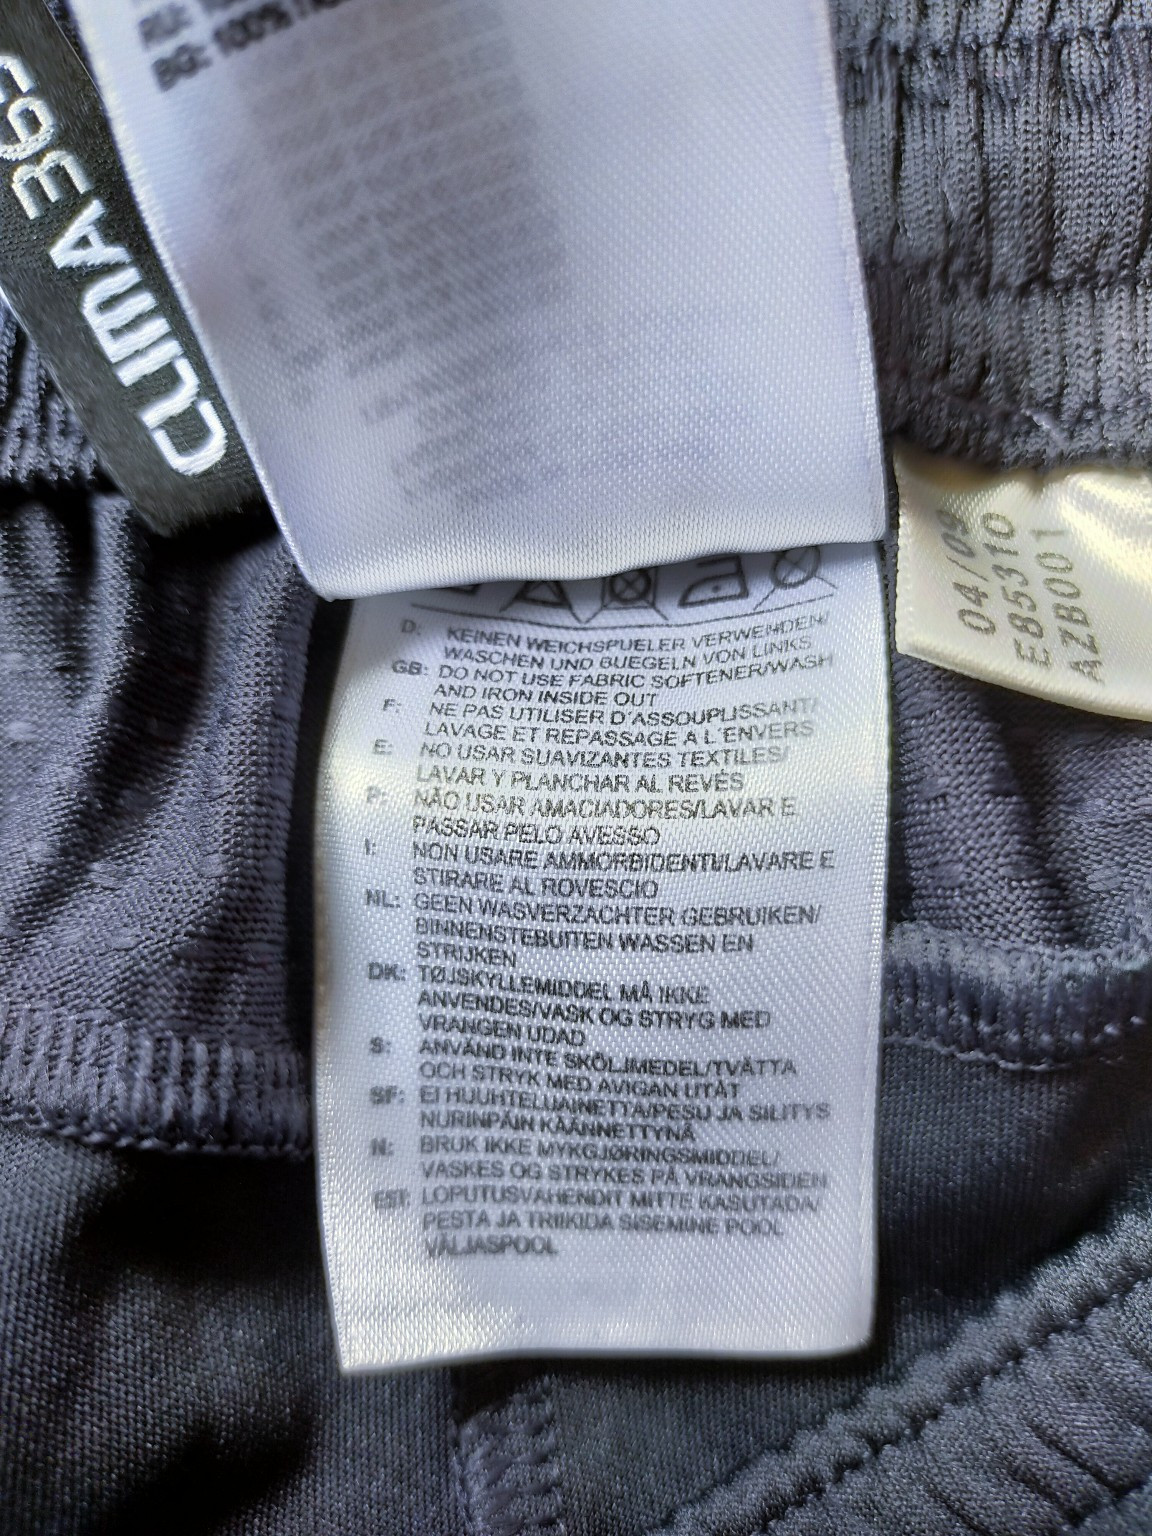 BG: 100%
CLIMA 365
04/09
E85310
AZB001
D: KEINEN WEICHSPUELER VERWENDEN/
WASCHEN UND BUEGELN VON LINKS
GB: DO NOT USE FABRIC SOFTENER/WASH
AND IRON INSIDE OUT
F: NE PAS UTILISER D'ASSOUPLISSANT/
LAVAGE ET REPASSAGE A L'ENVERS
E: NO USAR SUAVIZANTES TEXTILES/
LAVAR Y PLANCHAR AL REVÉS
P: NÃO USAR AMACIADORES/LAVAR E
PASSAR PELO AVESSO
I: NON USARE AMMORBIDENTI/LAVARE E
STIRARE AL ROVESCIO
NL: GEEN WASVERZACHTER GEBRUIKEN/
BINNENSTEBUITEN WASSEN EN
STRIJKEN
DK: TØJSKYLLEMIDDEL MÅ IKKE
ANVENDES/VASK OG STRYG MED
VRANGEN UDAD
S: ANVÄND INTE SKÖLJMEDEL/TVÄTTA
OCH STRYK MED AVIGAN UTÅT
SF: EI HUUHTELUAINETTA/PESU JA SILITYS
NURINPÄIN KÄÄNNETTYNÄ
N: BRUK IKKE MYKGJØRINGSMIDDEL/
VASKES OG STRYKES PÅ VRANGSIDEN
EST: LOPUTUSVAHENDIT MITTE KASUTADA/
PESTA JA TRIIKIDA SISEMINE POOL
VÄLJASPOOL